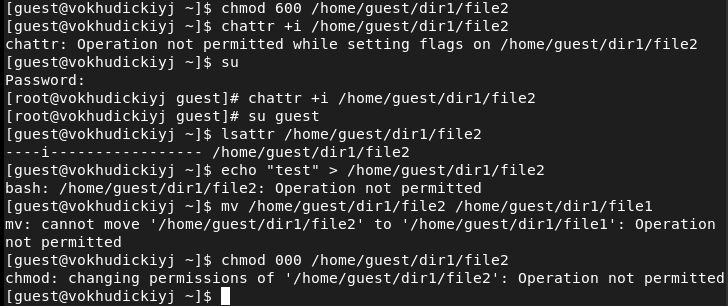 [guest@vokhudickiyj ~]$ chmod 600 /home/guest/dir1/file2
[guest@vokhudickiyj ~]$ chattr +i /home/guest/dir1/file2
chattr: Operation not permitted while setting flags on /home/guest/dir1/file2
[guest@vokhudickiyj ~]$ su
Password:
[root@vokhudickiyj guest]# chattr +i /home/guest/dir1/file2
[root@vokhudickiyj guest]# su guest
[guest@vokhudickiyj ~]$ lsattr /home/guest/dir1/file2
----i----------------- /home/guest/dir1/file2
[guest@vokhudickiyj ~]$ echo "test" > /home/guest/dir1/file2
bash: /home/guest/dir1/file2: Operation not permitted
[guest@vokhudickiyj ~]$ mv /home/guest/dir1/file2 /home/guest/dir1/file1
mv: cannot move '/home/guest/dir1/file2' to '/home/guest/dir1/file1': Operation
not permitted
[guest@vokhudickiyj ~]$ chmod 000 /home/guest/dir1/file2
chmod: changing permissions of '/home/guest/dir1/file2': Operation not permitted
[guest@vokhudickiyj ~]$